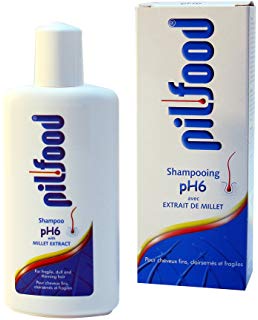 pilfood
Shampoo
pH6
with
MILLET EXTRACT
For fragile, dull and
thinning hair
Pour cheveux fins,
clairsemés et fragiles
pilfood
Shampooing
pH6
avec
EXTRAIT DE MILLET
Pour cheveux fins, clairsemés et fragiles